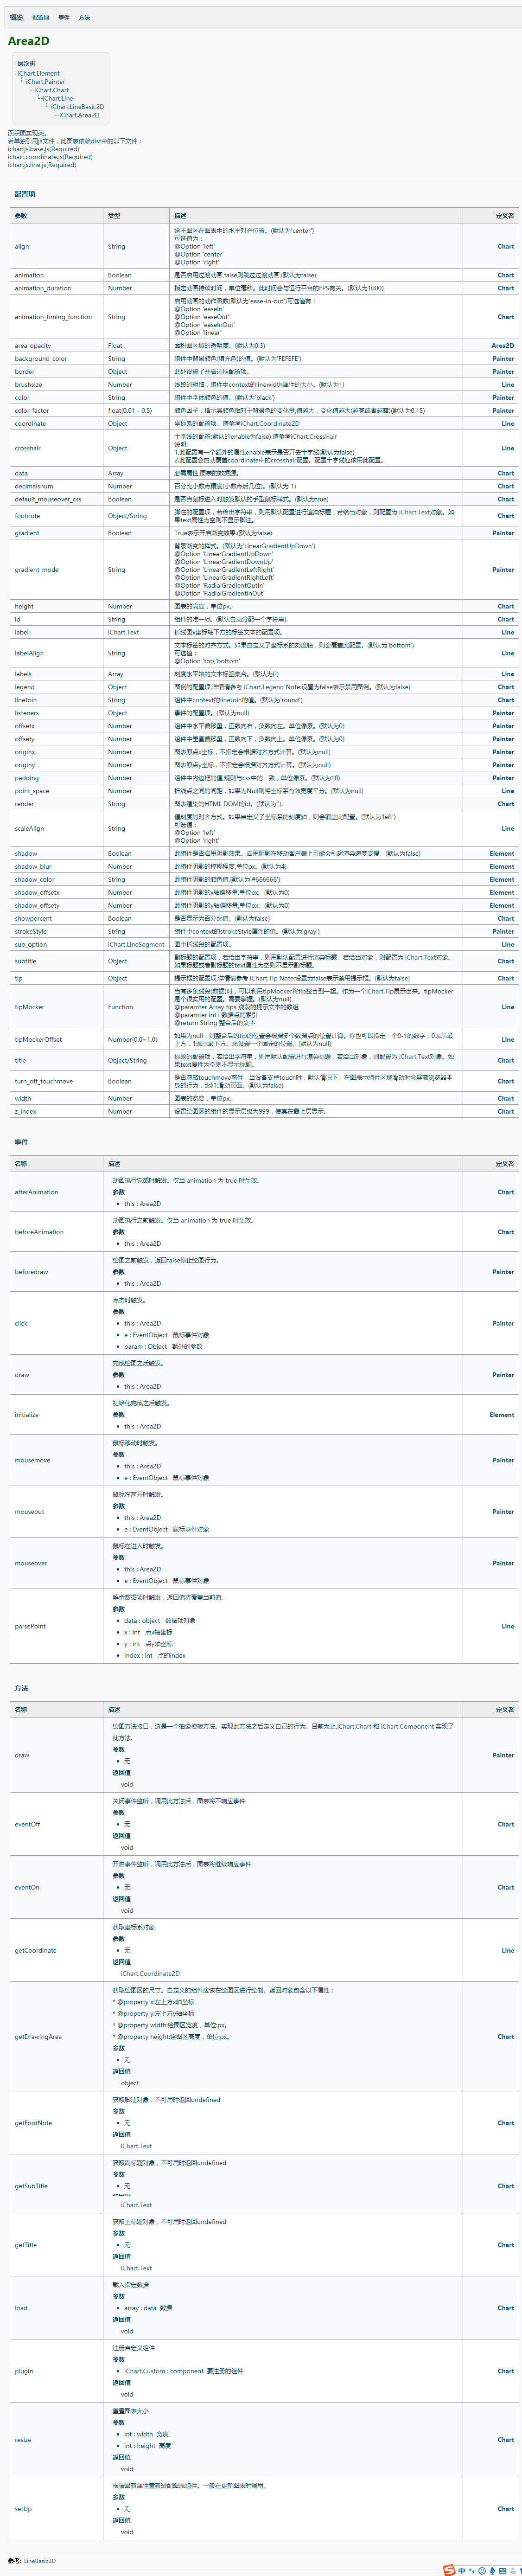 概览 配置项 事件 方法
Area2D
层次例
iChart.Element
iChart.Painter
iChart.Chart
iChart.Line
iChart.LineBasic2D
iChart.Area2D
面积图实现类。
若单独引用js文件，此图表依赖dist中的以下文件：
ichartjs.base.js(Required)
ichart.coordinate.js(Required)
ichartjs.line.js(Required)
配置项
参数 类型 描述 定义者
align String 绘主图区在图表中的水平对齐位置。(默认为'center') Chart
可选值为：
@Option 'left'
@Option 'center'
@Option 'right'
animation Boolean 是否启用过渡动画,false则跳过过渡动画.(默认为false) Chart
animation_duration Number 指定动画持续时间，单位毫秒。此时间会与运行平台的FPS有关。(默认为1000) Chart
animation_timing_function String 启用动画的动作函数(默认为'ease-in-out')可选值有： Chart
@Option 'easeIn'
@Option 'easeOut'
@Option 'easeInOut'
@Option 'linear'
area_opacity Float 面积图区域的透明度。(默认为0.3) Area2D
background_color String 组件中背景颜色(填充色)的值。(默认为'FEFEFE') Painter
border Object 此处设置了开启边框配置项。 Painter
brushsize Number 线段的粗细，组件中context的linewidth属性的大小。(默认为1) Line
color String 组件中字体颜色的值。(默认为'black') Painter
color_factor float(0.01 - 0.5) 颜色因子，指示其颜色相对于背景色的变化量,值越大，变化值越大(越亮或者越暗)(默认为0.15) Painter
coordinate Object 坐标系的配置项。请参考iChart.Coordinate2D Line
crosshair Object 十字线的配置(默认的enable为false).请参考iChart.CrossHair Line
说明:
1.此配置有一个额外的属性enable表示是否开去十字线(默认为false)
2.此配置会自动覆盖coordinate中的crosshair配置。配置十字线应该用此配置。
data Array 必需属性,图表的数据源。 Chart
decimalsnum Number 百分比小数点精度(小数点后几位)。(默认为 1) Chart
default_mouseover_css Boolean 是否当鼠标进入时触发默认的手型鼠标样式。(默认为true) Chart
footnote Object/String 脚注的配置项，若给出字符串，则用默认配置进行渲染标题，若给出对象，则配置为 iChart.Text对象。如 Chart
果text属性为空则不显示脚注。
gradient Boolean True表示开启渐变效果.(默认为false) Painter
gradient_mode String 背景渐变的样式。(默认为'LinearGradientUpDown') Painter
@Option 'LinearGradientUpDown'
@Option 'LinearGradientDownUp'
@Option 'LinearGradientLeftRight'
@Option 'LinearGradientRightLeft'
@Option 'RadialGradientOutIn'
@Option 'RadialGradientInOut'
height Number 图表的高度，单位px。 Chart
id String 组件的唯一id。(默认自动分配一个字符串). Chart
label iChart.Text 折线图x坐标轴下方的标签文本的配置项。 Line
labelAlign String 文本标签的对齐方式。如果自定义了坐标系的刻度轴，则会覆盖此配置。(默认为'bottom') Line
可选值：
@Option 'top,'bottom'
labels Array 刻度水平轴的文本标签集合。(默认为[]) Line
legend Object 图例的配置项,详情请参考 iChart.Legend Note:设置为false表示禁用图例。(默认为false) Chart
lineJoin String 组件中context的lineJoin的值。(默认为'round') Chart
listeners Object 事件的配置项。(默认为null) Painter
offsetx Number 组件中水平偏移量，正数向右，负数向左。单位像素。(默认为0) Painter
offsety Number 组件中垂直偏移量，正数向下，负数向上。单位像素。(默认为0) Painter
originx Number 图表原点x坐标，不指定会根据对齐方式计算。(默认为null) Painter
originy Number 图表原点y坐标，不指定会根据对齐方式计算。(默认为null) Painter
padding Number 组件中内边框的值,规则与css中的一致，单位像素。(默认为10) Painter
point_space Number 折线点之间的间距，如果为Null则将坐标系有效宽度平分。(默认为null) Line
render String 图表渲染的HTML DOM的id。(默认为''). Chart
scaleAlign String 值刻度的对齐方式。如果自定义了坐标系的刻度轴，则会覆盖此配置。(默认为'left') Line
可选值：
@Option 'left'
@Option 'right'
shadow Boolean 此组件是否启用阴影效果。启用阴影在移动客户端上可能会引起渲染速度变慢。(默认为false) Element
shadow_blur Number 此组件阴影的模糊程度,单位px。(默认为4) Element
shadow_color String 此组件阴影的颜色值.(默认为'#666666') Element
shadow_offsetx Number 此组件阴影的x轴偏移量,单位px。(默认为0) Element
shadow_offsety Number 此组件阴影的y轴偏移量,单位px。(默认为0) Element
showpercent Boolean 是否显示为百分比值。(默认为false) Chart
strokeStyle String 组件中context的strokeStyle属性的值。(默认为'gray') Painter
sub_option iChart.LineSegment 图中折线段的配置项。 Line
subtitle Object 副标题的配置项，若给出字符串，则用默认配置进行渲染标题，若给出对象，则配置为 iChart.Text对象。 Chart
如果标题或者副标题的text属性为空则不显示副标题。
tip Object 提示框的配置项,详情请参考 iChart.Tip Note:设置为false表示禁用提示框。(默认为false) Chart
tipMocker Function 当有多条线段(数据)时，可以利用tipMocker将tip整合到一起。作为一个iChart.Tip展示出来。tipMocker Line
是个很实用的配置。需要掌握。(默认为null)
@paramter Array tips 线段的提示文本的数组
@paramter int i 数据点的索引
@return String 整合后的文本
tipMockerOffset Number(0.0~1.0) 如果为null，则整合后的tip的位置会根据多个数据点的位置计算。你也可以指定一个0-1的数字，0表示最 Line
上方，1表示最下方。来设置一个固定的位置。(默认为null)
title Object/String 标题的配置项，若给出字符串，则用默认配置进行渲染标题，若给出对象，则配置为 iChart.Text对象。如 Chart
果text属性为空则不显示标题。
turn_off_touchmove Boolean 是否忽略touchmove事件，当设备支持touch时，默认情况下，在图表中组件区域滑动时会屏蔽浏览器本 Chart
身的行为，比如:滑动页面。(默认为false)
width Number 图表的宽度，单位px。 Chart
z_index Number 设置绘图区的组件的显示层级为999，使其在最上层显示。 Chart
事件
名称 描述 定义者
afterAnimation 动画执行完成时触发。仅当 animation 为 true 时生效。 Chart
参数
• this : Area2D
beforeAnimation 动画执行之前触发。仅当 animation 为 true 时生效。 Chart
参数
• this : Area2D
beforedraw 绘图之前触发，返回false停止绘图行为。 Painter
参数
• this : Area2D
click 点击时触发。 Painter
参数
• this : Area2D
• e : EventObject 鼠标事件对象
• param : Object 额外的参数
draw 完成绘图之后触发。 Painter
参数
• this : Area2D
initialize 初始化完成之后触发。 Element
参数
• this : Area2D
mousemove 鼠标移动时触发。 Painter
参数
• this : Area2D
• e : EventObject 鼠标事件对象
mouseout 鼠标在离开时触发。 Painter
参数
• this : Area2D
• e : EventObject 鼠标事件对象
mouseover 鼠标在进入时触发。 Painter
参数
• this : Area2D
• e : EventObject 鼠标事件对象
parsePoint 解析数据项时触发，返回值将覆盖当前值。 Line
参数
• data : object 数据项对象
• x : int 点x轴坐标
• y : int 点y轴坐标
• index : int 点的index
方法
名称 描述 定义者
draw 绘图方法接口，这是一个抽象模板方法。实现此方法之后定义自己的行为。目前为止,iChart.Chart 和 iChart.Component 实现了 Painter
此方法.
参数
• 无
返回值
void
eventOff 关闭事件监听，调用此方法后，图表将不响应事件 Chart
参数
• 无
返回值
void
eventOn 开启事件监听，调用此方法后，图表将继续响应事件 Chart
参数
• 无
返回值
void
getCoordinate 获取坐标系对象 Line
参数
• 无
返回值
iChart.Coordinate2D
getDrawingArea 获取绘图区的尺寸。自定义的组件应该在绘图区进行绘制。返回对象包含以下属性： Chart
* @property x:左上方x轴坐标
* @property y:左上方y轴坐标
* @property width:绘图区宽度，单位:px。
* @property height:绘图区高度，单位:px。
参数
• 无
返回值
object
getFootNote 获取脚注对象，不可用时返回undefined Chart
参数
• 无
返回值
iChart.Text
getSubTitle 获取副标题对象，不可用时返回undefined Chart
参数
• 无
iChart.Text
getTitle 获取主标题对象，不可用时返回undefined Chart
参数
• 无
返回值
iChart.Text
load 载入指定数据 Chart
参数
• array : data 数据
返回值
void
plugin 注册自定义组件 Chart
参数
• iChart.Custom : component 要注册的组件
返回值
void
resize 重置图表大小 Chart
参数
• int : width 宽度
• int : height 高度
返回值
void
setUp 根据最新属性重新装配图表组件。一般在更新图表时调用。 Chart
参数
• 无
返回值
void
参考: LineBasic2D
中